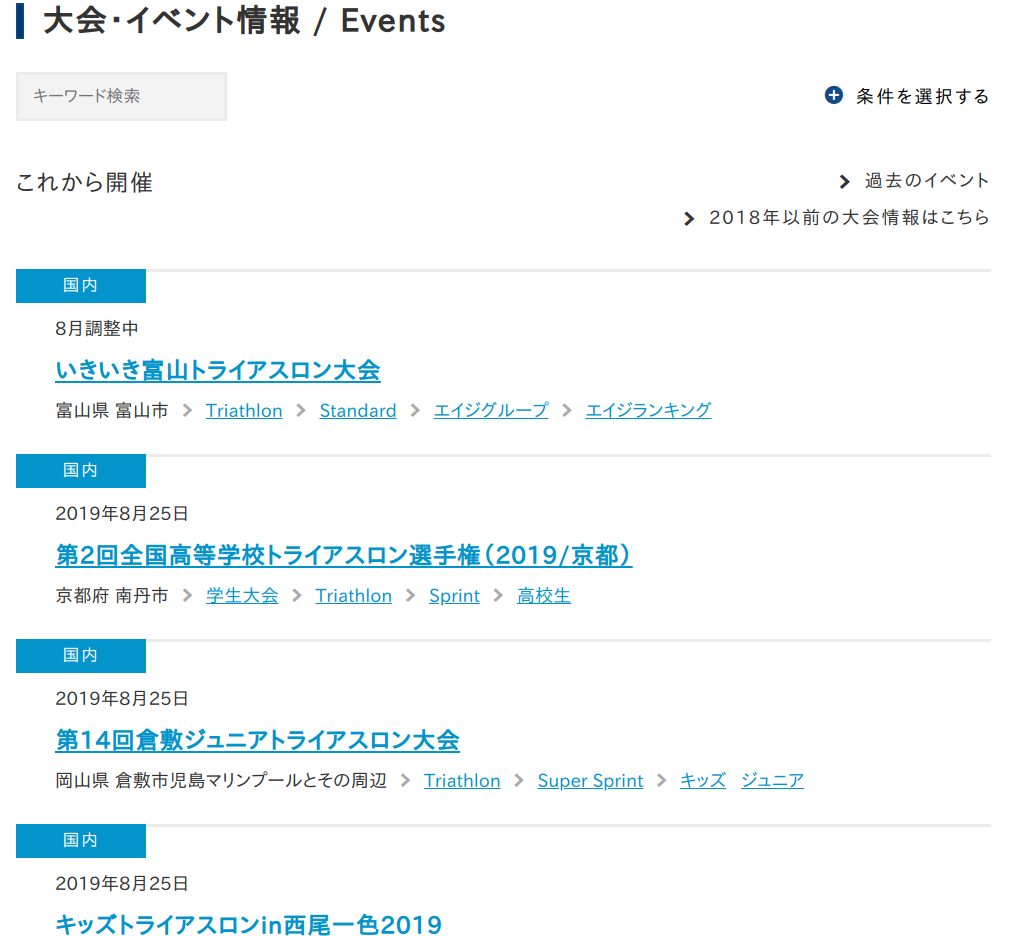 大会・イベント情報 / Events
キーワード検索
条件を選択する
これから開催
過去のイベント
2018年以前の大会情報はこちら
国内
8月調整中
いきいき富山トライアスロン大会
富山県 富山市 Triathlon Standard エイジグループ エイジランキング
国内
2019年8月25日
第2回全国高等学校トライアスロン選手権（2019/京都）
京都府 南丹市 学生大会 Triathlon Sprint 高校生
国内
2019年8月25日
第14回倉敷ジュニアトライアスロン大会
岡山県 倉敷市児島マリンプールとその周辺 Triathlon Super Sprint キッズ ジュニア
国内
2019年8月25日
キッズトライアスロンin西尾一色2019